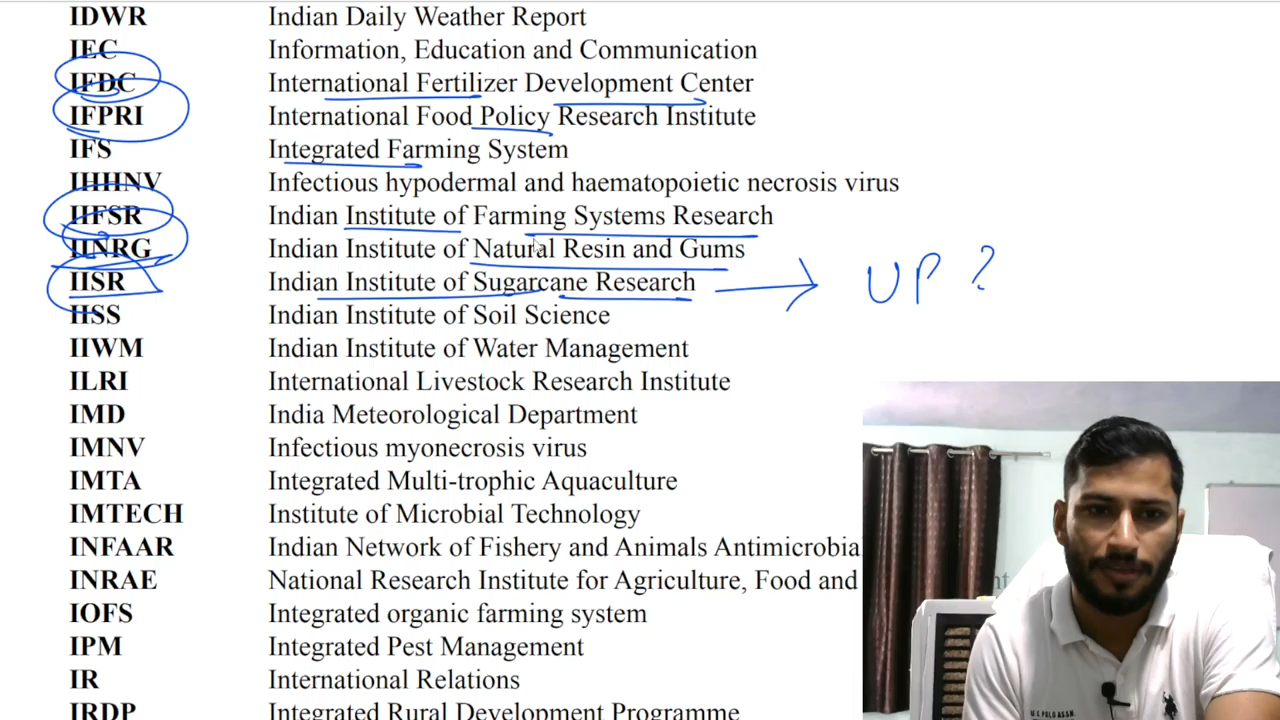 IDWR Indian Daily Weather Report
IEC Information, Education and Communication
IFDC International Fertilizer Development Center
IFPRI International Food Policy Research Institute
IFS Integrated Farming System
IHHNV Infectious hypodermal and haematopoietic necrosis virus
IIFSR Indian Institute of Farming Systems Research
IINRG Indian Institute of Natural Resin and Gums
IISR Indian Institute of Sugarcane Research → UP ?
IISS Indian Institute of Soil Science
IIWM Indian Institute of Water Management
ILRI International Livestock Research Institute
IMD India Meteorological Department
IMNV Infectious myonecrosis virus
IMTA Integrated Multi-trophic Aquaculture
IMTECH Institute of Microbial Technology
INFAAR Indian Network of Fishery and Animals Antimicrobia
INRAE National Research Institute for Agriculture, Food and nt
IOFS Integrated organic farming system
IPM Integrated Pest Management
IR International Relations
IRDP Integrated Rural Development Programme
U.S. POLO ASSN.